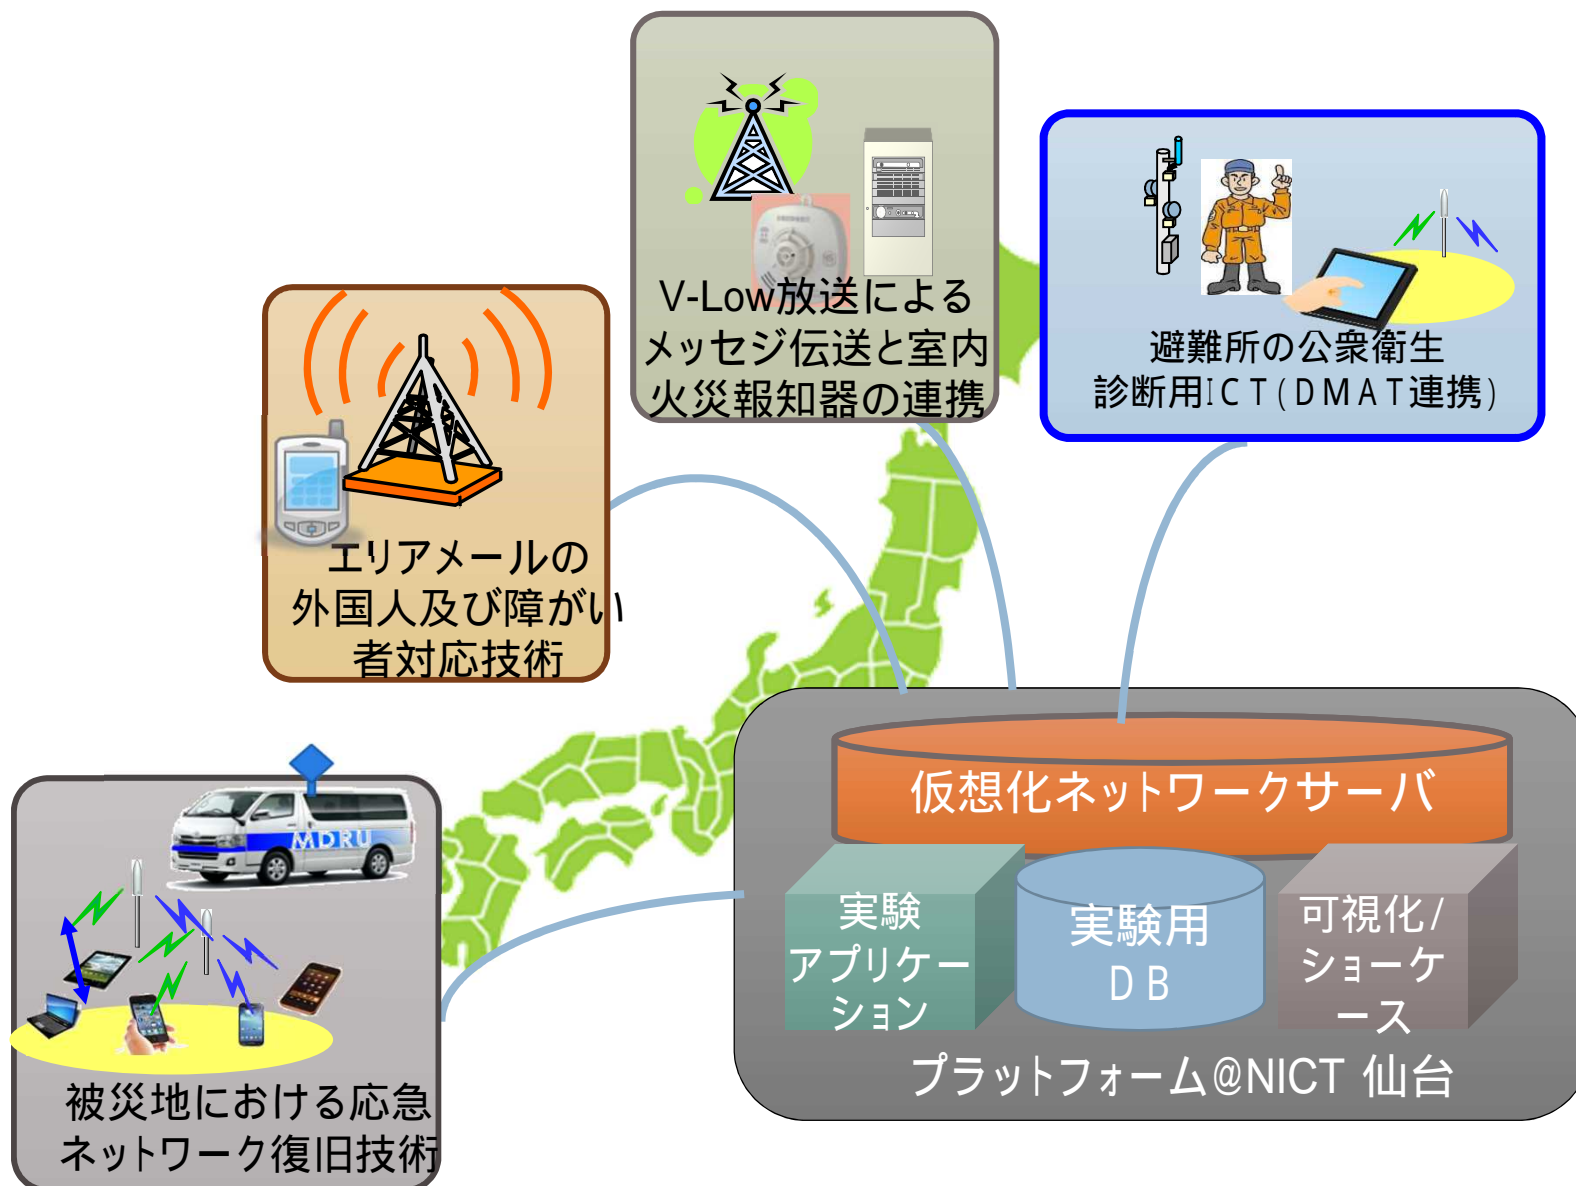 V-Low放送による
メッセジ伝送と室内
火災報知器の連携
避難所の公衆衛生
診断用ICT(DMAT連携)
エリアメールの
外国人及び障がい
者対応技術
MDRU
被災地における応急
ネットワーク復旧技術
仮想化ネットワークサーバ
実験
アプリケー
ション
実験用
DB
可視化/
ショーケ
ース
プラットフォーム@NICT 仙台